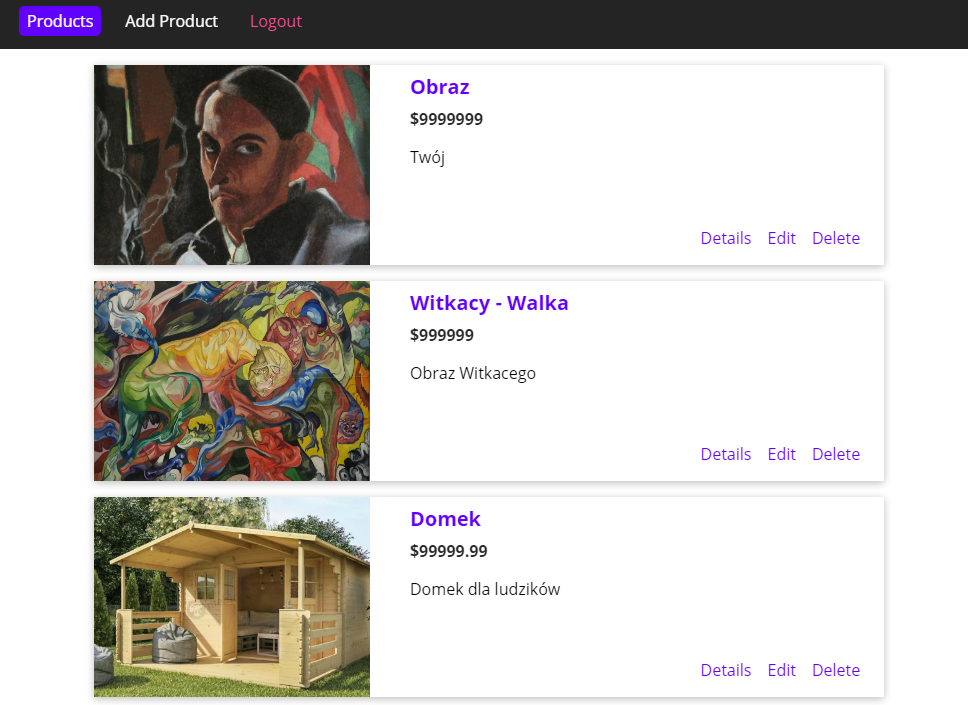 Products Add Product Logout
Obraz
$9999999
Twój
Details Edit Delete
Witkacy - Walka
$999999
Obraz Witkacego
Details Edit Delete
Domek
$99999.99
Domek dla ludzików
Details Edit Delete